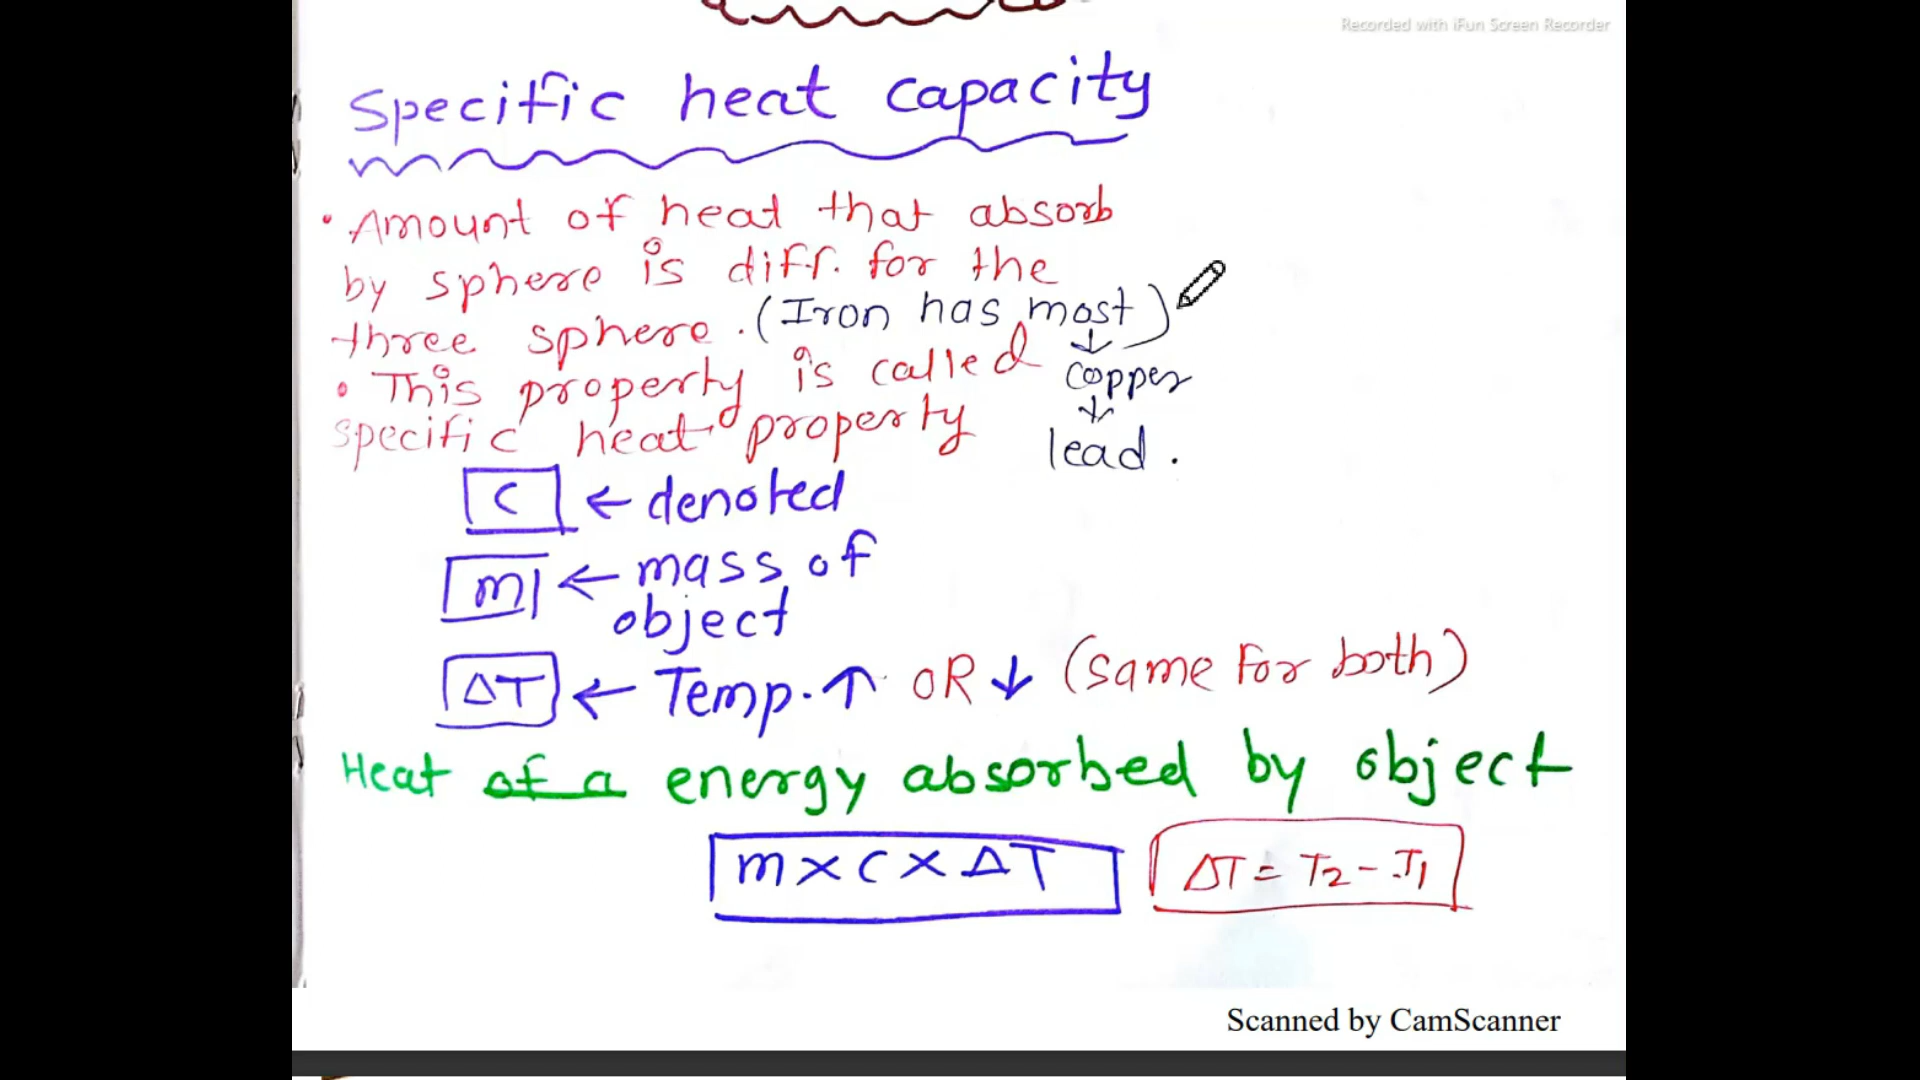 Recorded with iFun Screen Recorder
Specific heat capacity
• Amount of heat that absorb
by sphere is diff. for the
three sphere. (Iron has most)
↓
• This property is called copper
↓
specific heat property lead.
C ← denoted
m ← mass of
object
ΔT ← Temp. ↑ OR ↓ (same for both)
Heat of a energy absorbed by object
m × C × ΔT ΔT = T2 - T1
Scanned by CamScanner